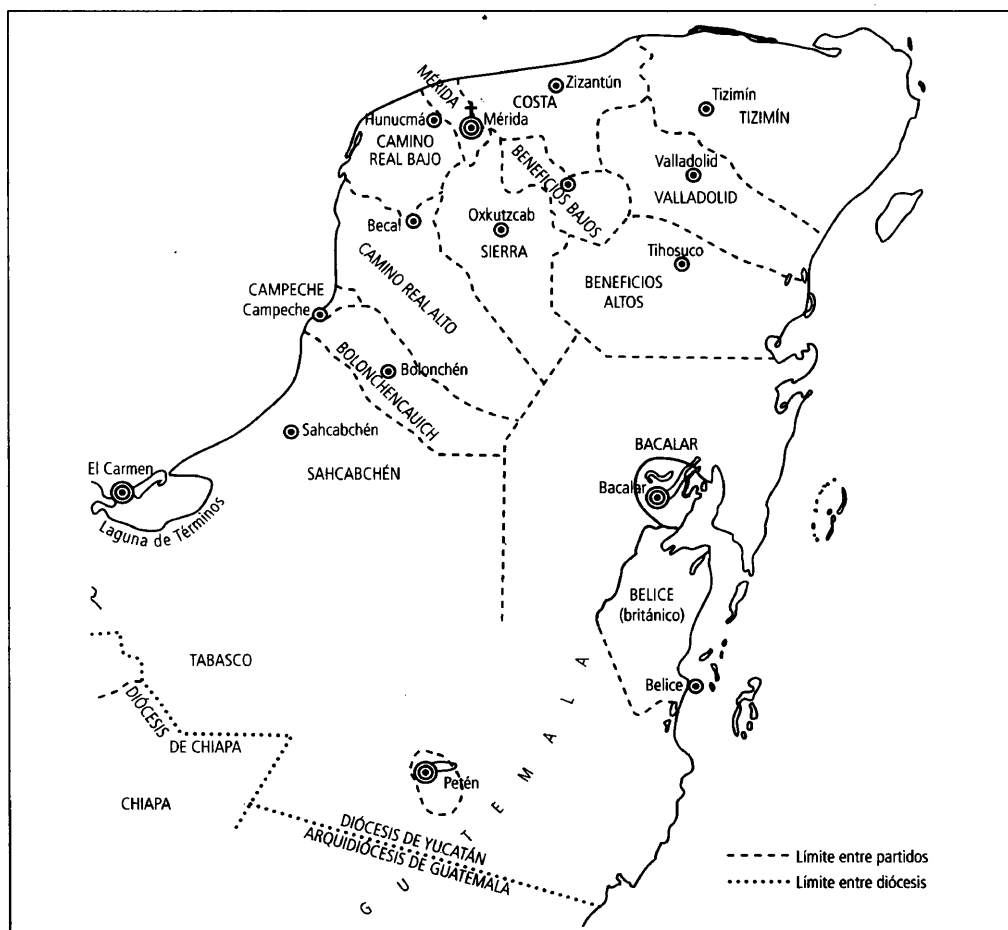 MÉRIDA
COSTA
Zizantún
Tizimín
TIZIMÍN
Hunucmá
Mérida
CAMINO
REAL BAJO
BENEFICIOS BAJOS
Valladolid
VALLADOLID
Becal
Oxkutzcab
SIERRA
Tihosuco
BENEFICIOS
ALTOS
CAMINO REAL ALTO
CAMPECHE
Campeche
BOLONCHENCAUICH
Bolonchén
Sahcabchén
SAHCABCHÉN
BACALAR
Bacalar
El Carmen
Laguna de Términos
BELICE
(británico)
Belice
TABASCO
DIÓCESIS
DE CHIAPA
CHIAPA
Petén
GUATEMALA
DIÓCESIS DE YUCATÁN
ARQUIDIÓCESIS DE GUATEMALA
Límite entre partidos
Límite entre diócesis